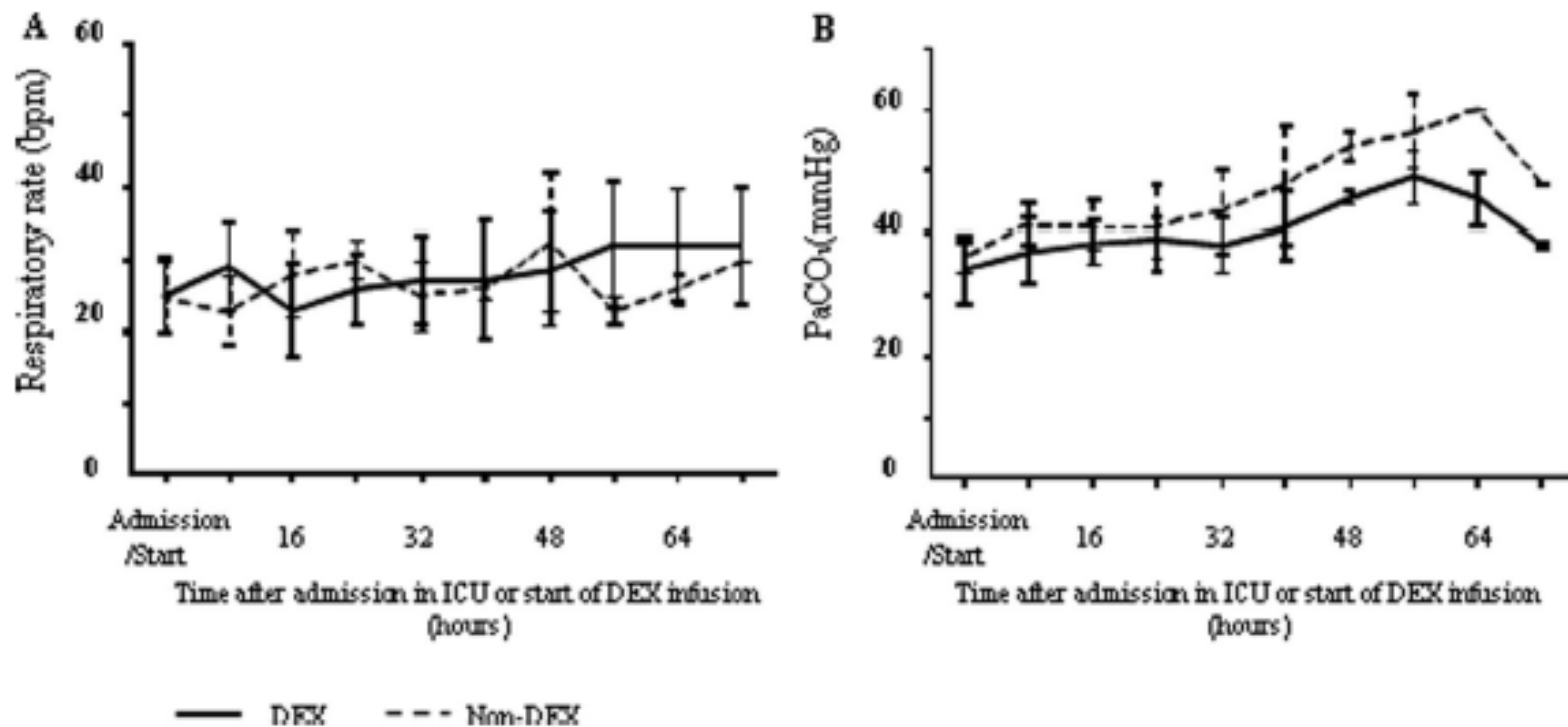 A
60
40
20
0
Respiratory rate (bpm)
Admission
/Start
16
32
48
64
Time after admission in ICU or start of DEX infusion
(hours)
B
60
40
20
0
PaCO₂(mmHg)
Admission
/Start
16
32
48
64
Time after admission in ICU or start of DEX infusion
(hours)
DEX
Non-DEX